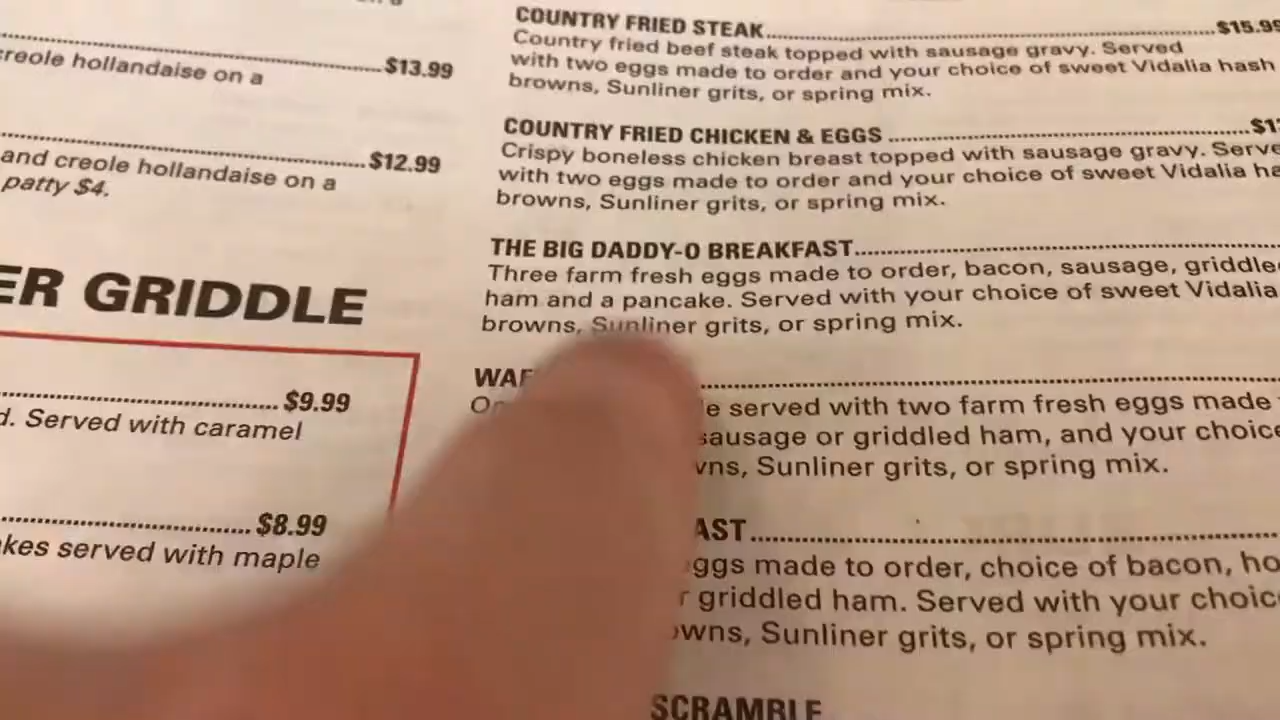 $13.99
creole hollandaise on a
$12.99
and creole hollandaise on a
patty $4.
ER GRIDDLE
$9.99
d. Served with caramel
$8.99
kes served with maple
COUNTRY FRIED STEAK $15.99
Country fried beef steak topped with sausage gravy. Served
with two eggs made to order and your choice of sweet Vidalia hash
browns, Sunliner grits, or spring mix.
COUNTRY FRIED CHICKEN & EGGS $1
Crispy boneless chicken breast topped with sausage gravy. Serve
with two eggs made to order and your choice of sweet Vidalia ha
browns, Sunliner grits, or spring mix.
THE BIG DADDY-O BREAKFAST
Three farm fresh eggs made to order, bacon, sausage, griddled
ham and a pancake. Served with your choice of sweet Vidalia
browns, Sunliner grits, or spring mix.
WAF
On
e served with two farm fresh eggs made
sausage or griddled ham, and your choice
wns, Sunliner grits, or spring mix.
AST
ggs made to order, choice of bacon, ho
r griddled ham. Served with your choic
owns, Sunliner grits, or spring mix.
SCRAMBLE